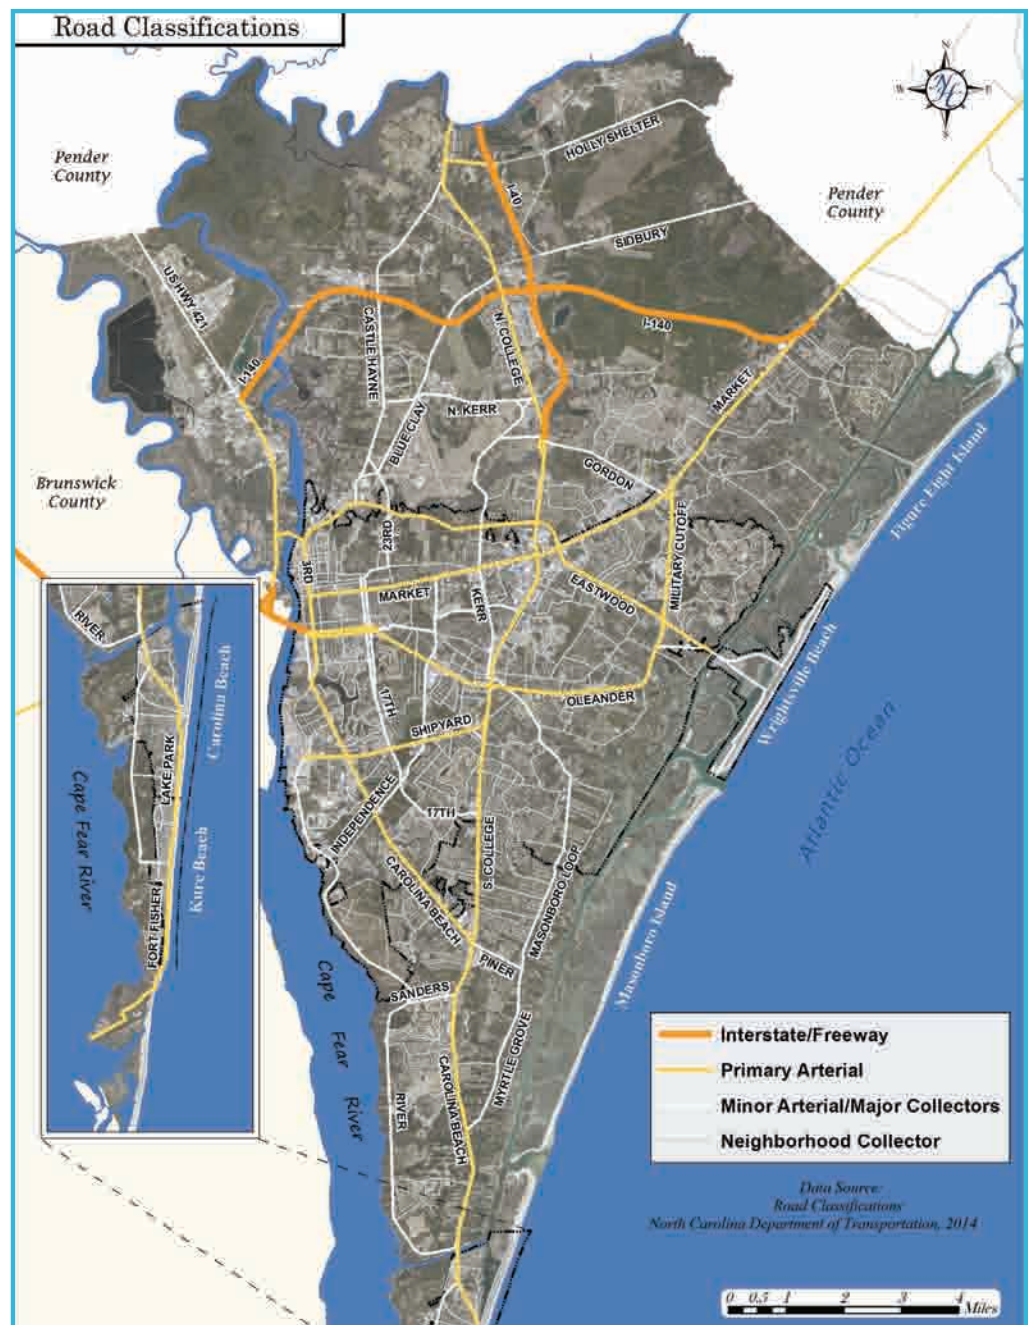 Road Classifications
N
W
E
S
NH
Pender
County
Pender
County
HOLLY SHELTER
I-40
SIDBURY
US HWY 421
I-140
I-140
CASTLE HAYNE
N. COLLEGE
MARKET
N. KERR
BLUE CLAY
GORDON
Brunswick
County
Figure Eight Island
MILITARY CUTOFF
23RD
3RD
MARKET
KERR
EASTWOOD
Wrightsville Beach
RIVER
Carolina Beach
OLEANDER
17TH
SHIPYARD
Atlantic Ocean
LAKE PARK
Cape Fear River
INDEPENDENCE
17TH
S. COLLEGE
Kure Beach
CAROLINA BEACH
MASONBORO LOOP
Masonboro Island
FORT FISHER
PINER
SANDERS
Cape Fear River
MYRTLE GROVE
RIVER
CAROLINA BEACH
Interstate/Freeway
Primary Arterial
Minor Arterial/Major Collectors
Neighborhood Collector
Data Source:
Road Classifications
North Carolina Department of Transportation, 2014
0 0.5 1 2 3 4
Miles